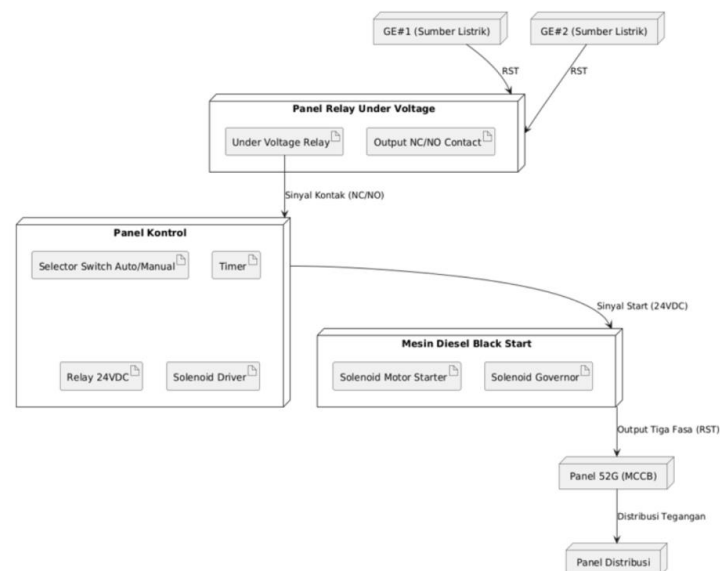 GE#1 (Sumber Listrik)
GE#2 (Sumber Listrik)
RST
RST
Panel Relay Under Voltage
Under Voltage Relay
Output NC/NO Contact
Sinyal Kontak (NC/NO)
Panel Kontrol
Selector Switch Auto/Manual
Timer
Relay 24VDC
Solenoid Driver
Sinyal Start (24VDC)
Mesin Diesel Black Start
Solenoid Motor Starter
Solenoid Governor
Output Tiga Fasa (RST)
Panel 52G (MCCB)
Distribusi Tegangan
Panel Distribusi